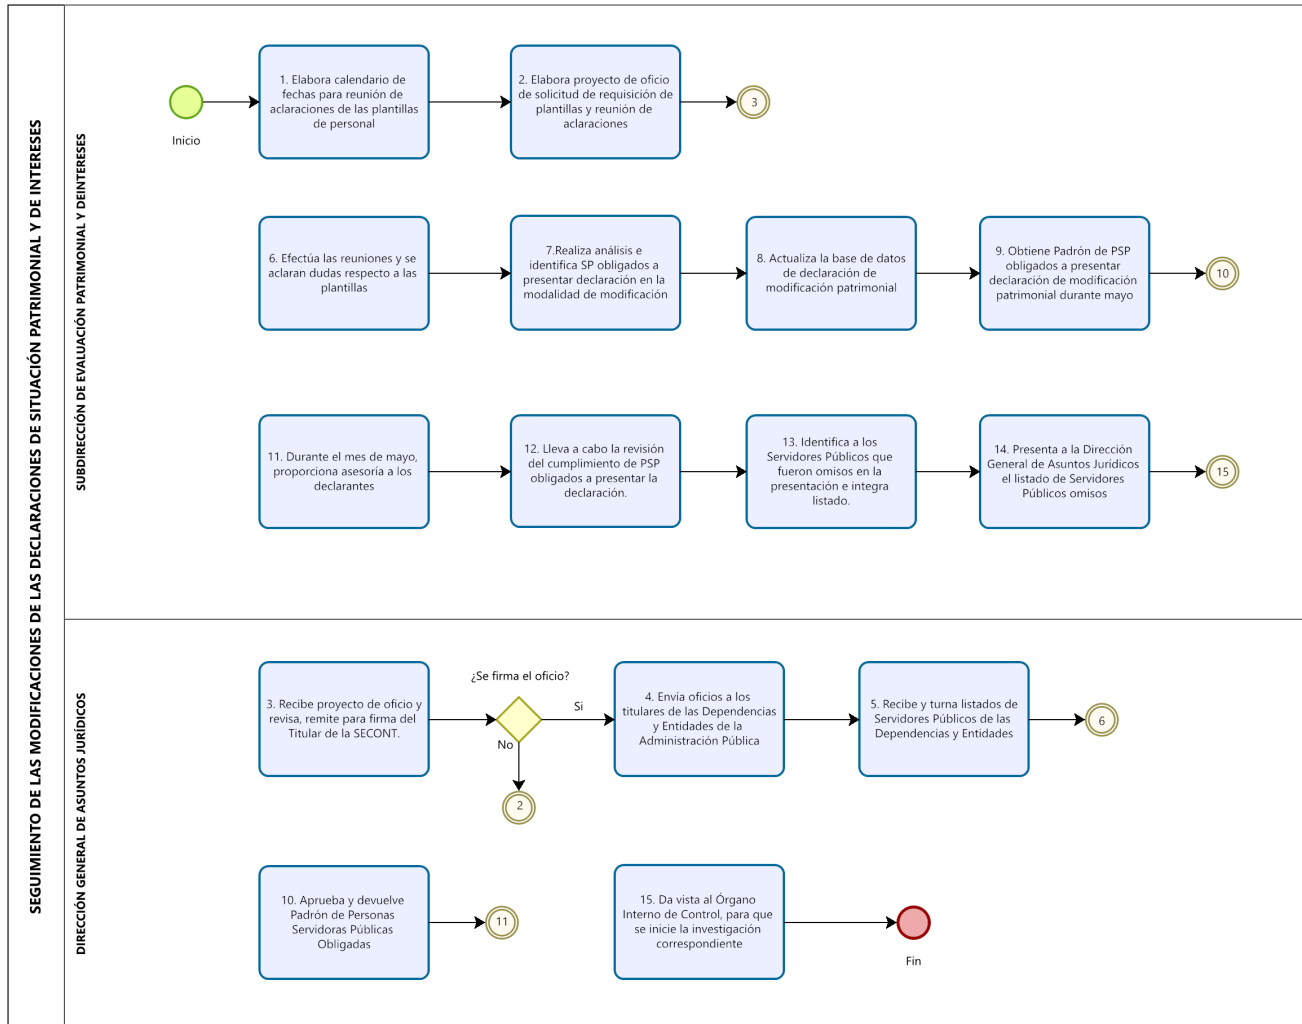 SEGUIMIENTO DE LAS MODIFICACIONES DE LAS DECLARACIONES DE SITUACIÓN PATRIMONIAL Y DE INTERESES
SUBDIRECCIÓN DE EVALUACIÓN PATRIMONIAL Y DEINTERESES
Inicio
1. Elabora calendario de
fechas para reunión de
aclaraciones de las plantillas
de personal
2. Elabora proyecto de oficio
de solicitud de requisición de
plantillas y reunión de
aclaraciones
3
6. Efectúa las reuniones y se
aclaran dudas respecto a las
plantillas
7.Realiza análisis e
identifica SP obligados a
presentar declaración en la
modalidad de modificación
8. Actualiza la base de datos
de declaración de
modificación patrimonial
9. Obtiene Padrón de PSP
obligados a presentar
declaración de modificación
patrimonial durante mayo
10
11. Durante el mes de mayo,
proporciona asesoría a los
declarantes
12. Lleva a cabo la revisión
del cumplimiento de PSP
obligados a presentar la
declaración.
13. Identifica a los
Servidores Públicos que
fueron omisos en la
presentación e integra
listado.
14. Presenta a la Dirección
General de Asuntos Jurídicos
el listado de Servidores
Públicos omisos
15
DIRECCIÓN GENERAL DE ASUNTOS JURÍDICOS
3. Recibe proyecto de oficio y
revisa, remite para firma del
Titular de la SECONT.
¿Se firma el oficio?
Si
No
2
4. Envía oficios a los
titulares de las Dependencias
y Entidades de la
Administración Pública
5. Recibe y turna listados de
Servidores Públicos de las
Dependencias y Entidades
6
10. Aprueba y devuelve
Padrón de Personas
Servidoras Públicas
Obligadas
11
15. Da vista al Órgano
Interno de Control, para que
se inicie la investigación
correspondiente
Fin